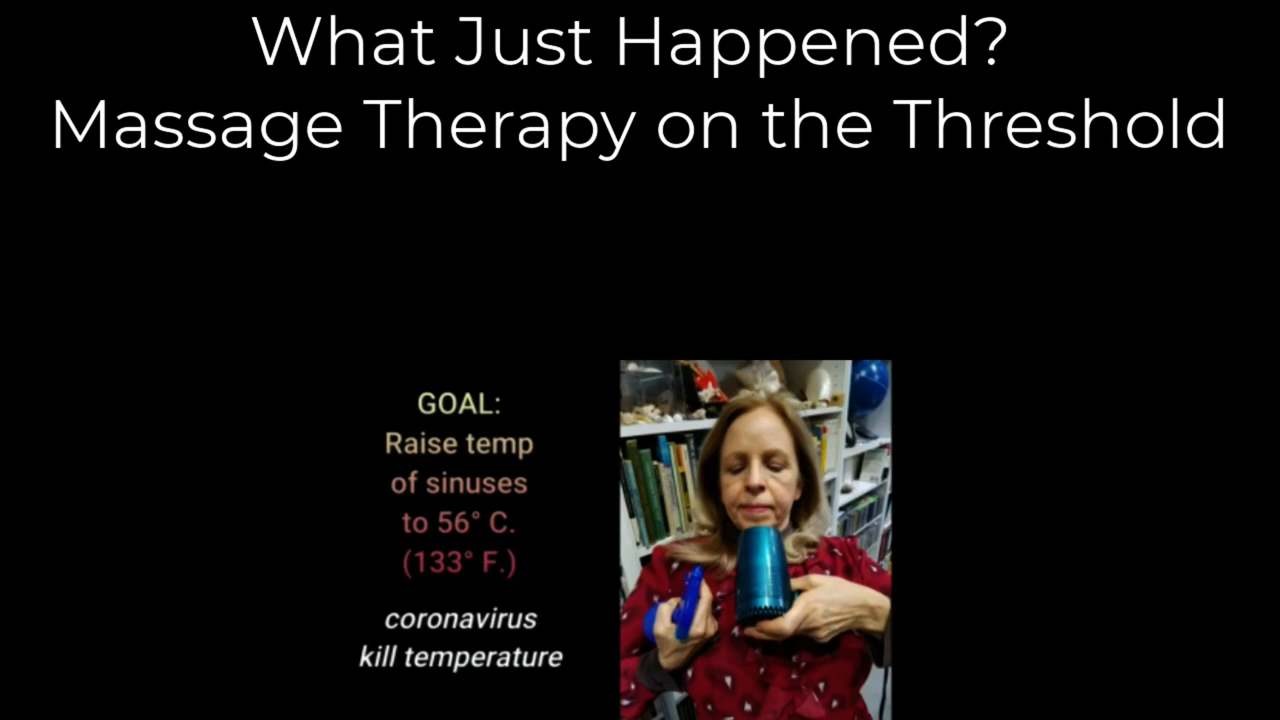 What Just Happened?
Massage Therapy on the Threshold
GOAL:
Raise temp
of sinuses
to 56° C.
(133° F.)
coronavirus
kill temperature